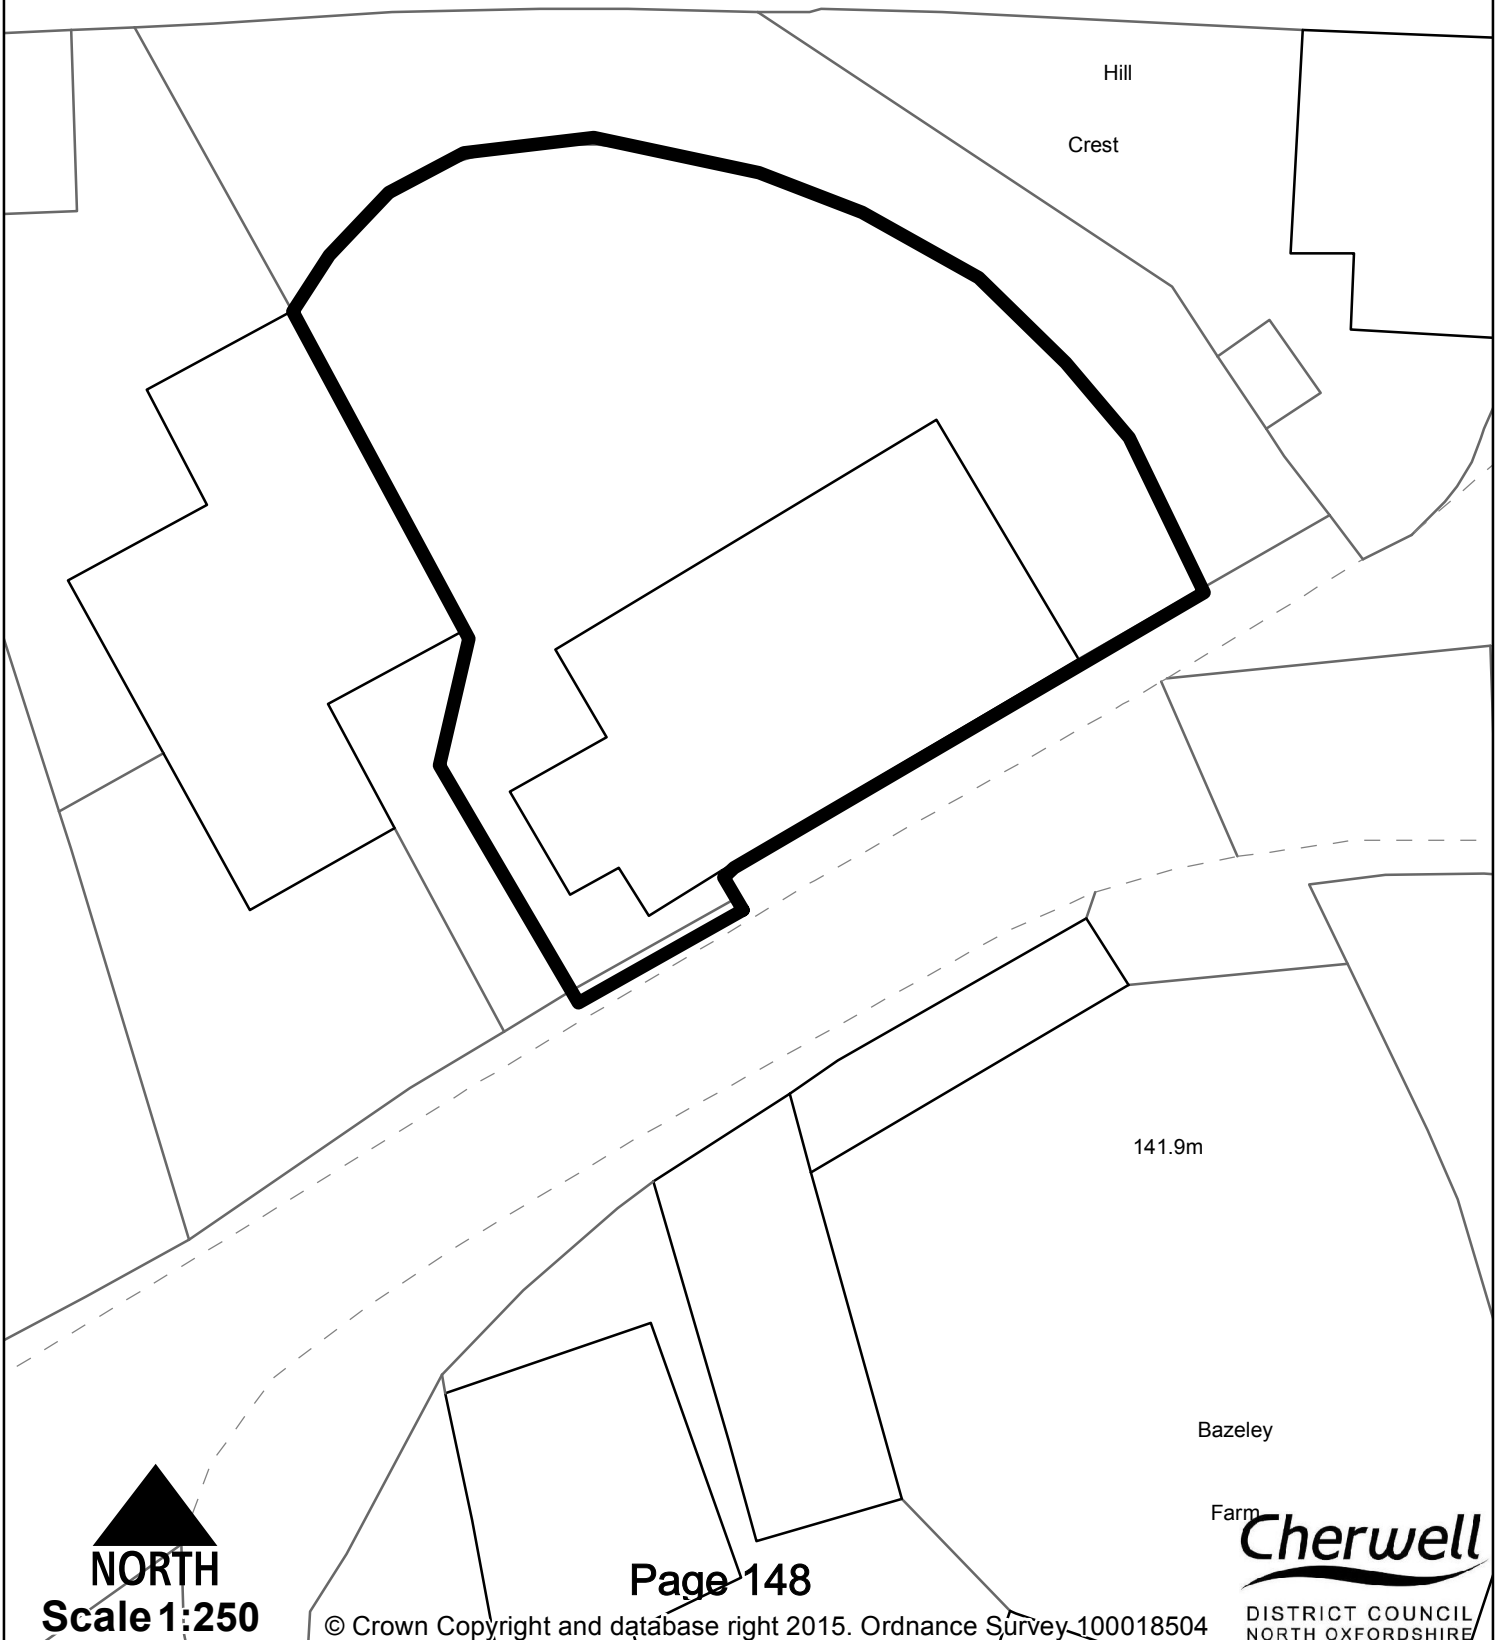 Hill
Crest
141.9m
Bazeley
Farm
Cherwell
DISTRICT COUNCIL
NORTH OXFORDSHIRE
NORTH
Scale 1:250
Page 148
© Crown Copyright and database right 2015. Ordnance Survey 100018504